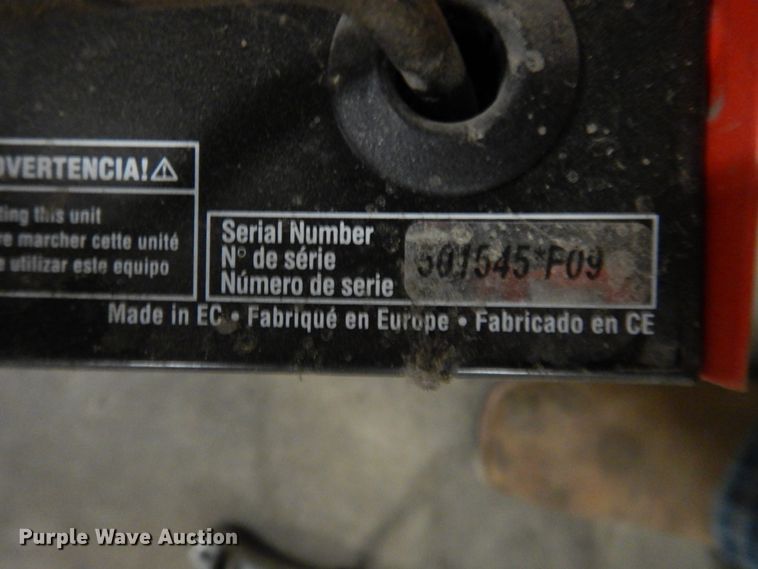 DVERTENCIA!
ting this unit
re marcher cette unité
e utilizar este equipo
Serial Number
N° de série
Número de serie
501545*F09
Made in EC • Fabriqué en Europe • Fabricado en CE
Purple Wave Auction